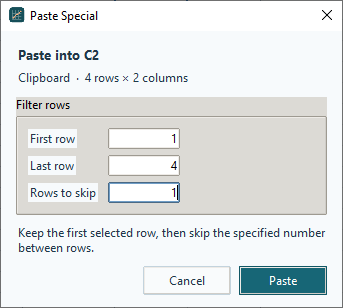 Paste Special
Paste into C2
Clipboard · 4 rows × 2 columns
Filter rows
First row 1
Last row 4
Rows to skip 1
Keep the first selected row, then skip the specified number
between rows.
Cancel Paste